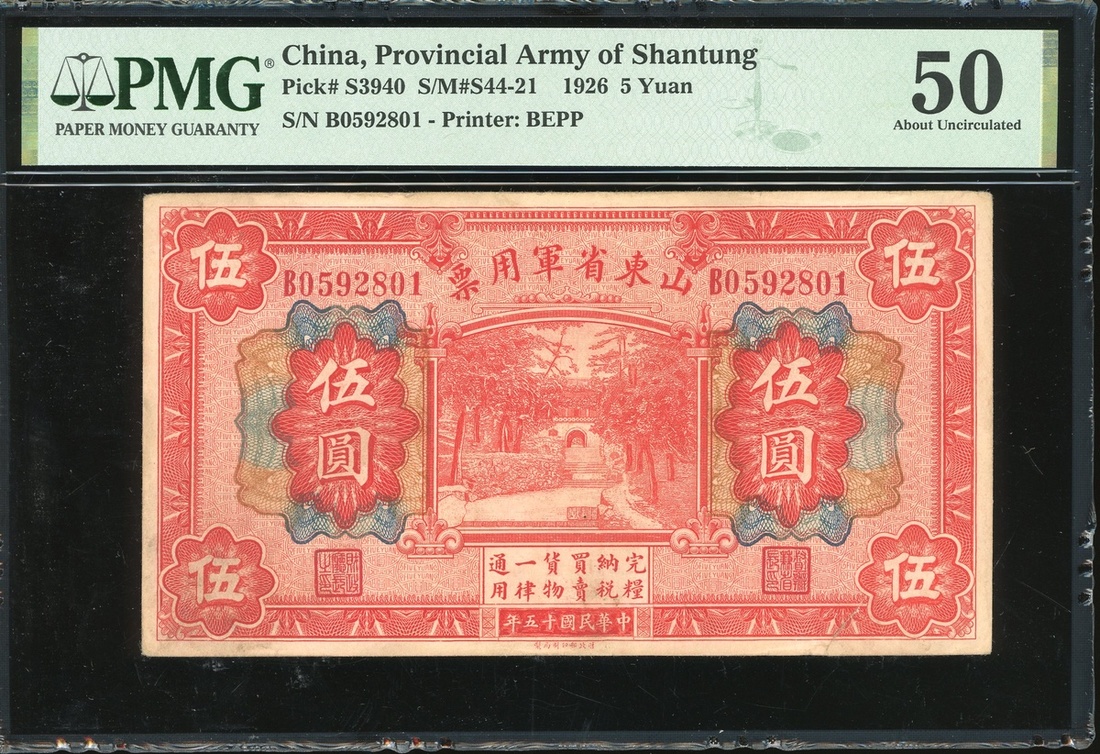 PMG®
PAPER MONEY GUARANTY
China, Provincial Army of Shantung
Pick# S3940 S/M#S44-21 1926 5 Yuan
S/N B0592801 - Printer: BEPP
50
About Uncirculated
山東省軍用票
伍 B0592801 B0592801 伍
伍圓 伍圓
完納買貨一通
糧稅賣物律用
伍 伍
中華民國十五年